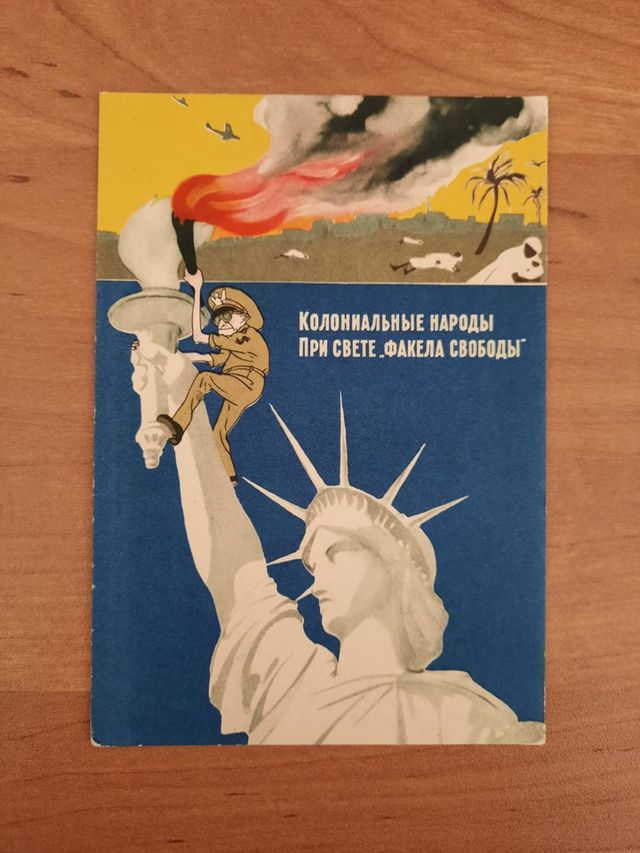 Колониальные народы
При свете „факела свободы“